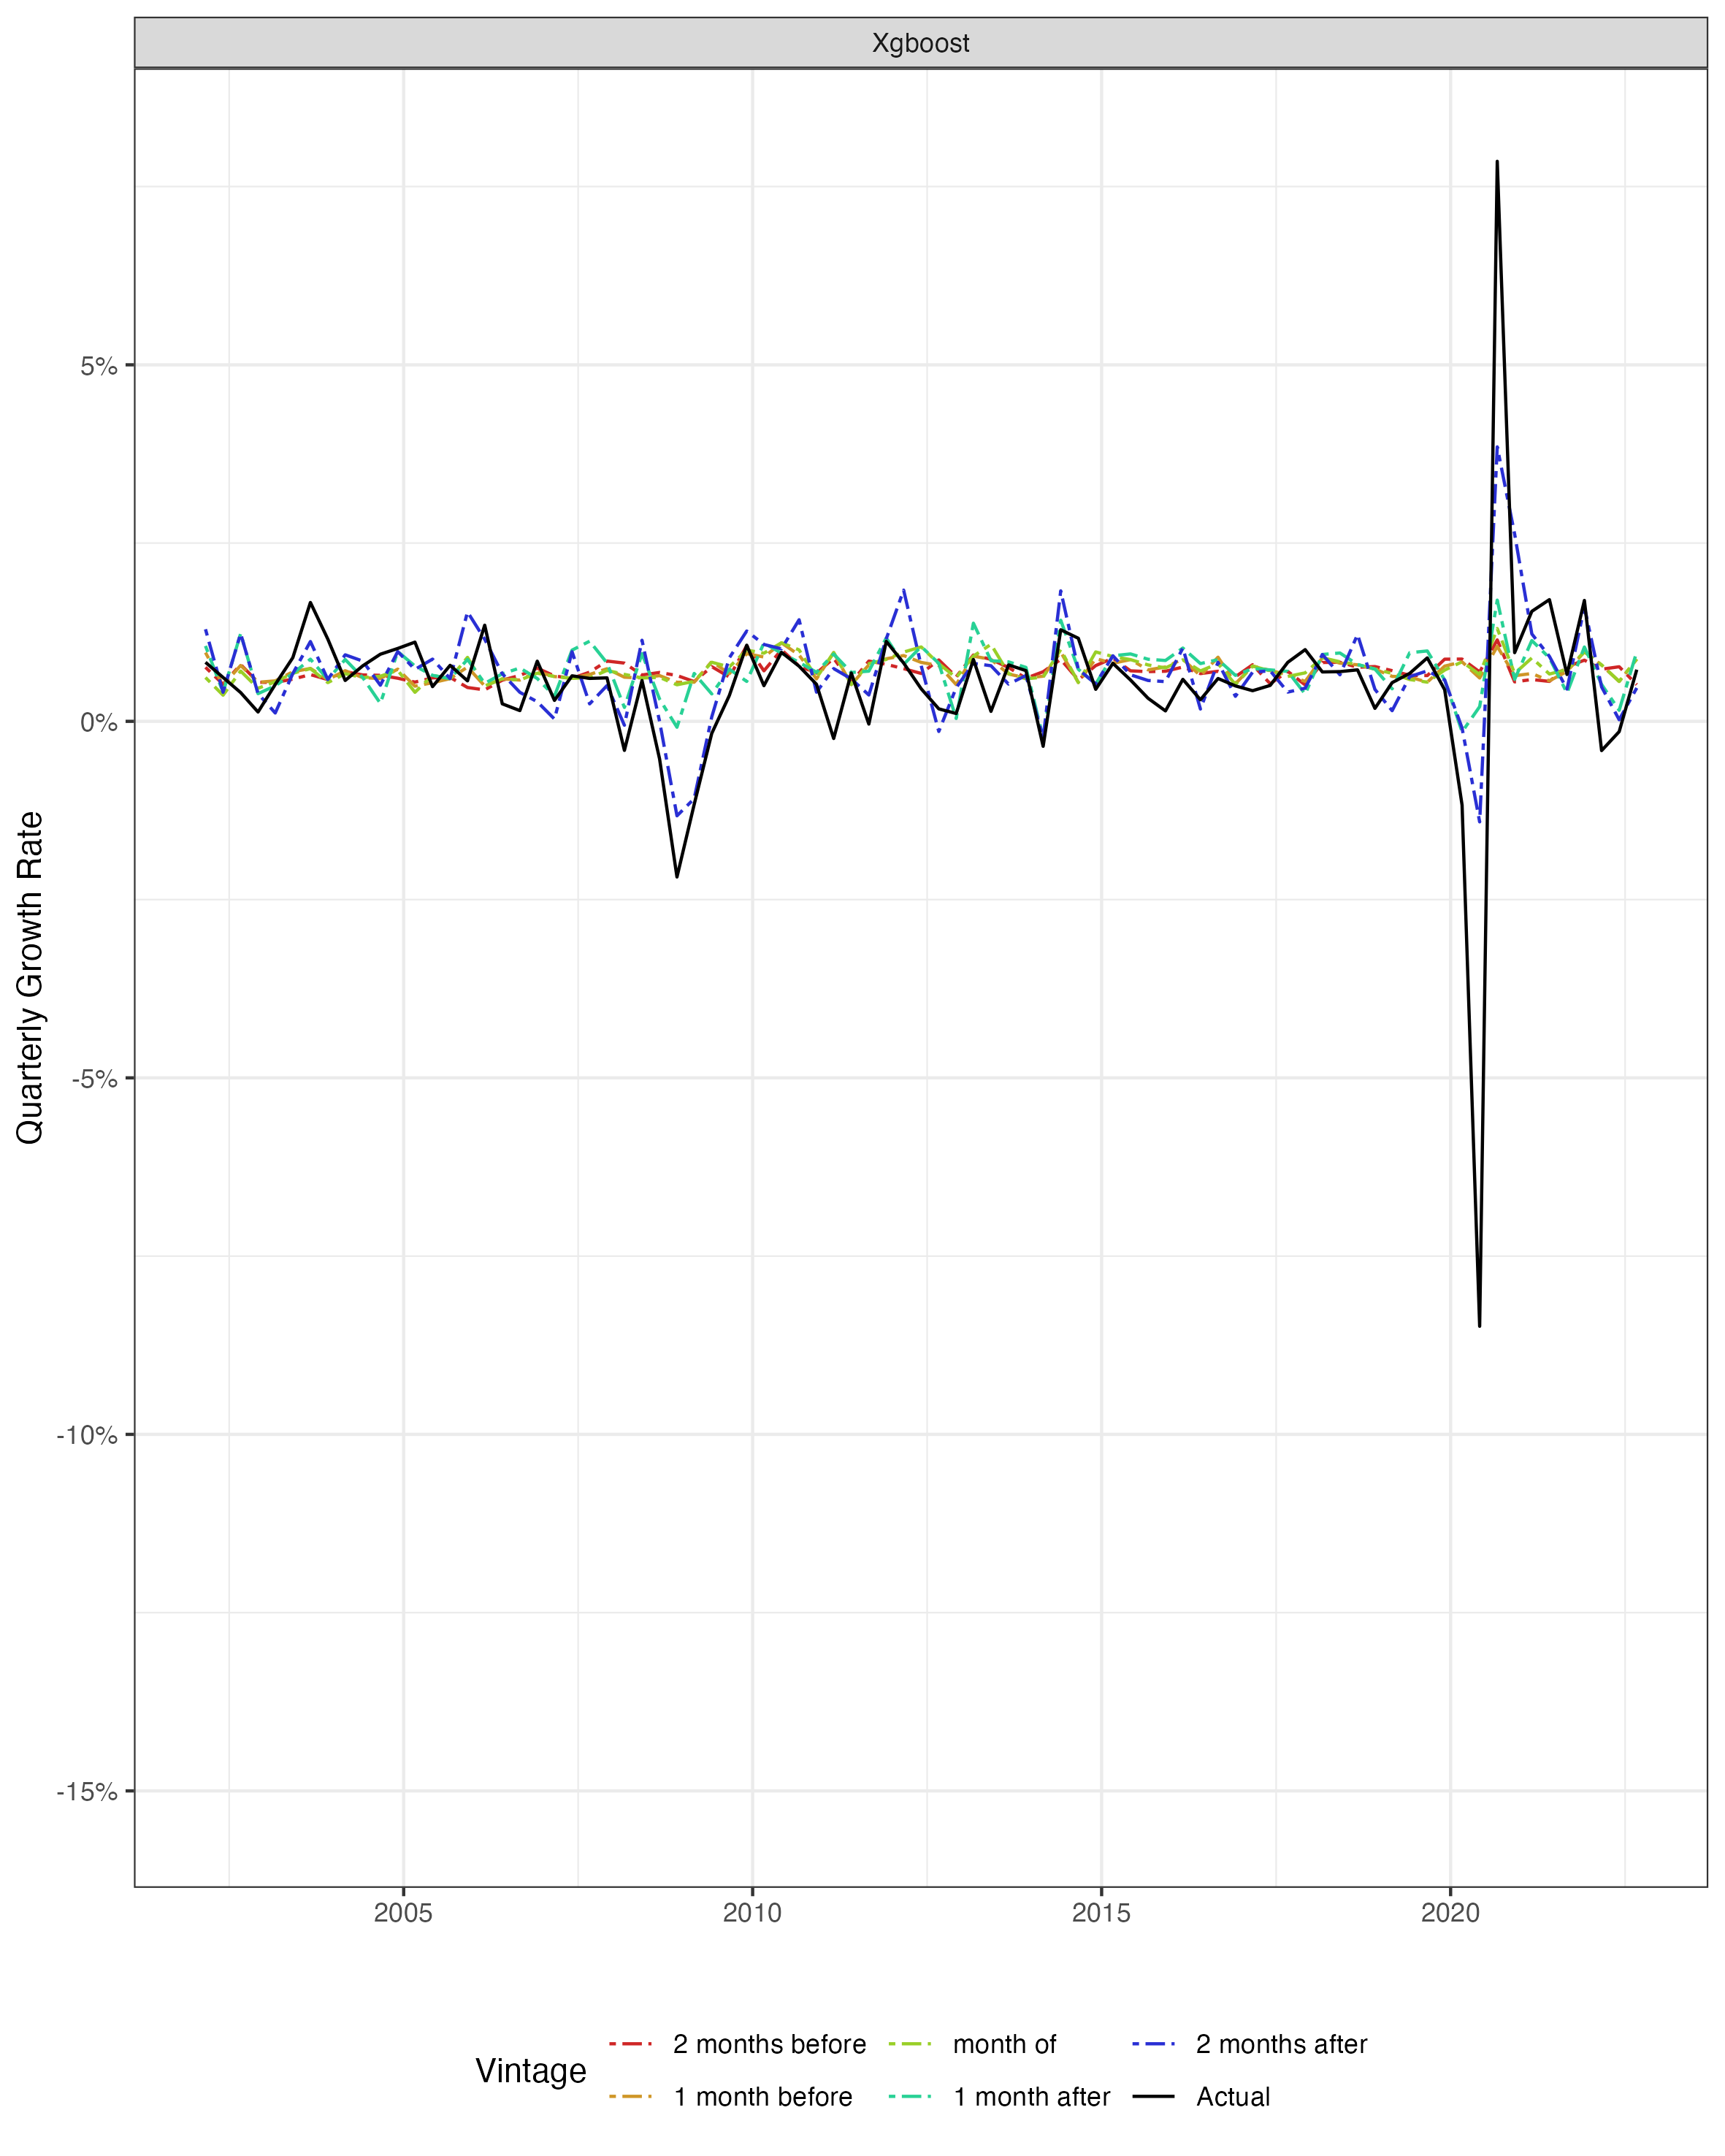 Xgboost
Quarterly Growth Rate
5%
0%
-5%
-10%
-15%
2005
2010
2015
2020
Vintage
2 months before
month of
2 months after
1 month before
1 month after
Actual